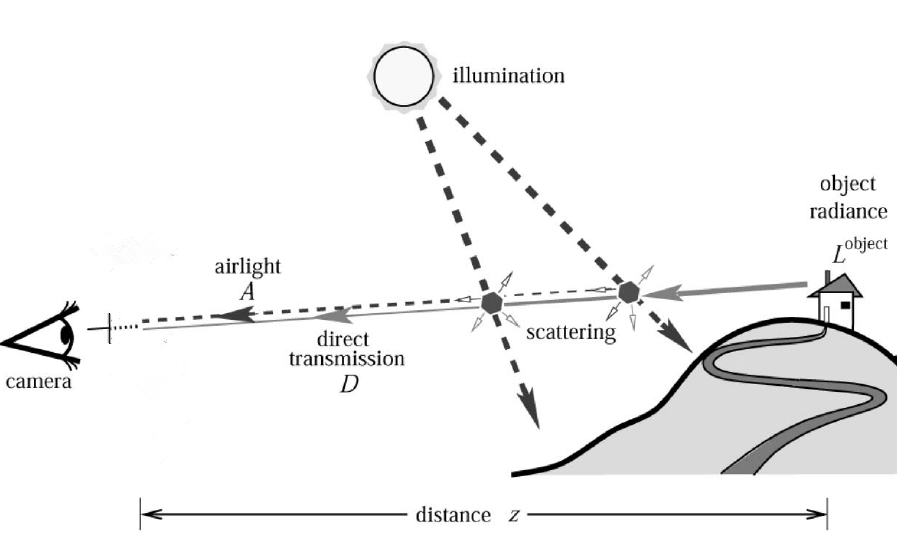 illumination
object
radiance
L^object
airlight
A
scattering
direct
transmission
D
camera
distance z